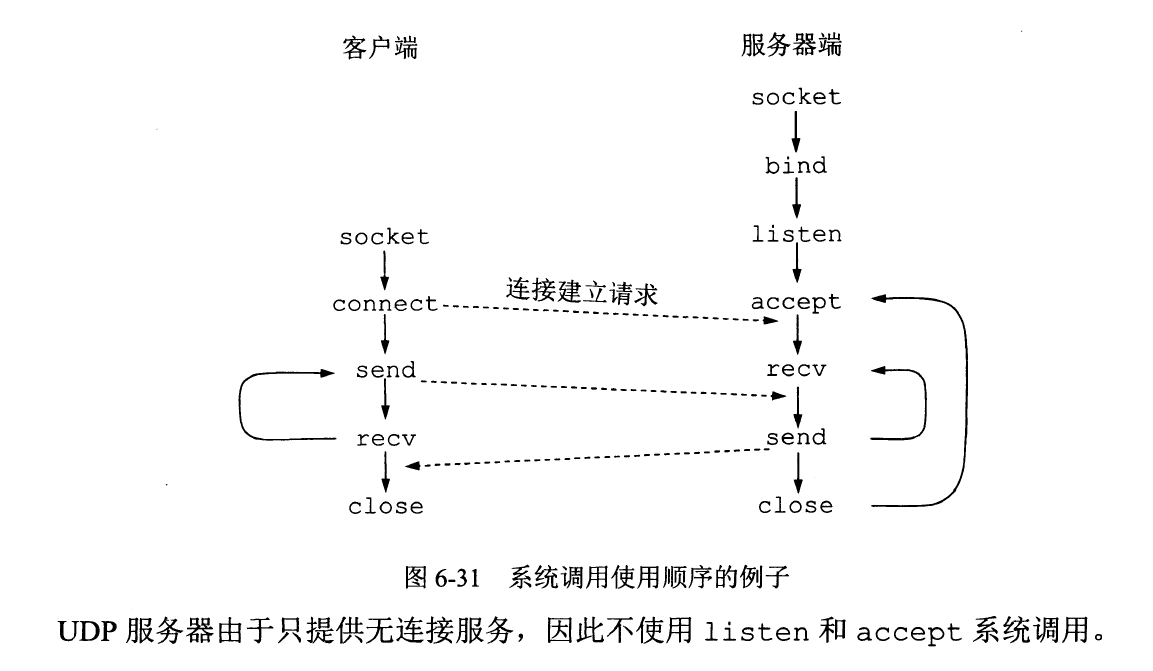 客户端 服务器端
socket
bind
socket listen
connect 连接建立请求 accept
send recv
recv send
close close
图 6-31 系统调用使用顺序的例子
UDP 服务器由于只提供无连接服务，因此不使用 listen 和 accept 系统调用。